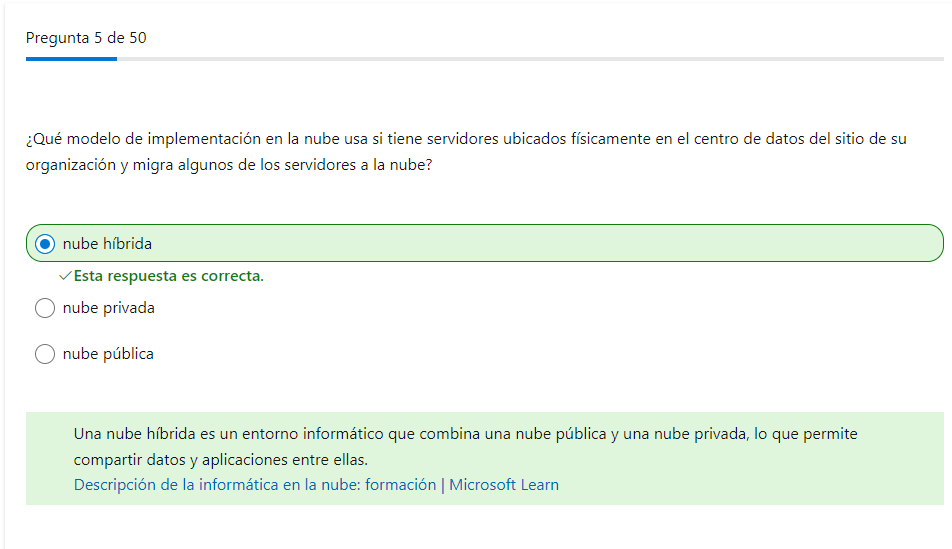 Pregunta 5 de 50
¿Qué modelo de implementación en la nube usa si tiene servidores ubicados físicamente en el centro de datos del sitio de su
organización y migra algunos de los servidores a la nube?
nube híbrida
Esta respuesta es correcta.
nube privada
nube pública
Una nube híbrida es un entorno informático que combina una nube pública y una nube privada, lo que permite
compartir datos y aplicaciones entre ellas.
Descripción de la informática en la nube: formación | Microsoft Learn